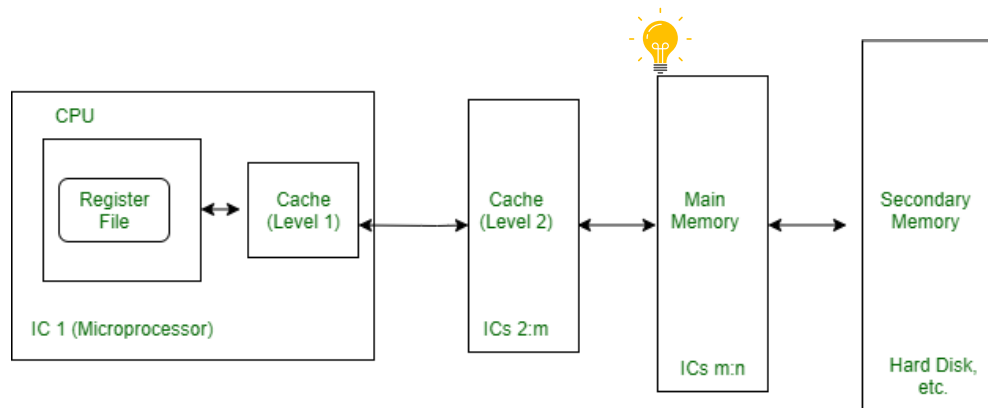 CPU
Register
File
Cache
(Level 1)
IC 1 (Microprocessor)
Cache
(Level 2)
ICs 2:m
Main
Memory
ICs m:n
Secondary
Memory
Hard Disk,
etc.